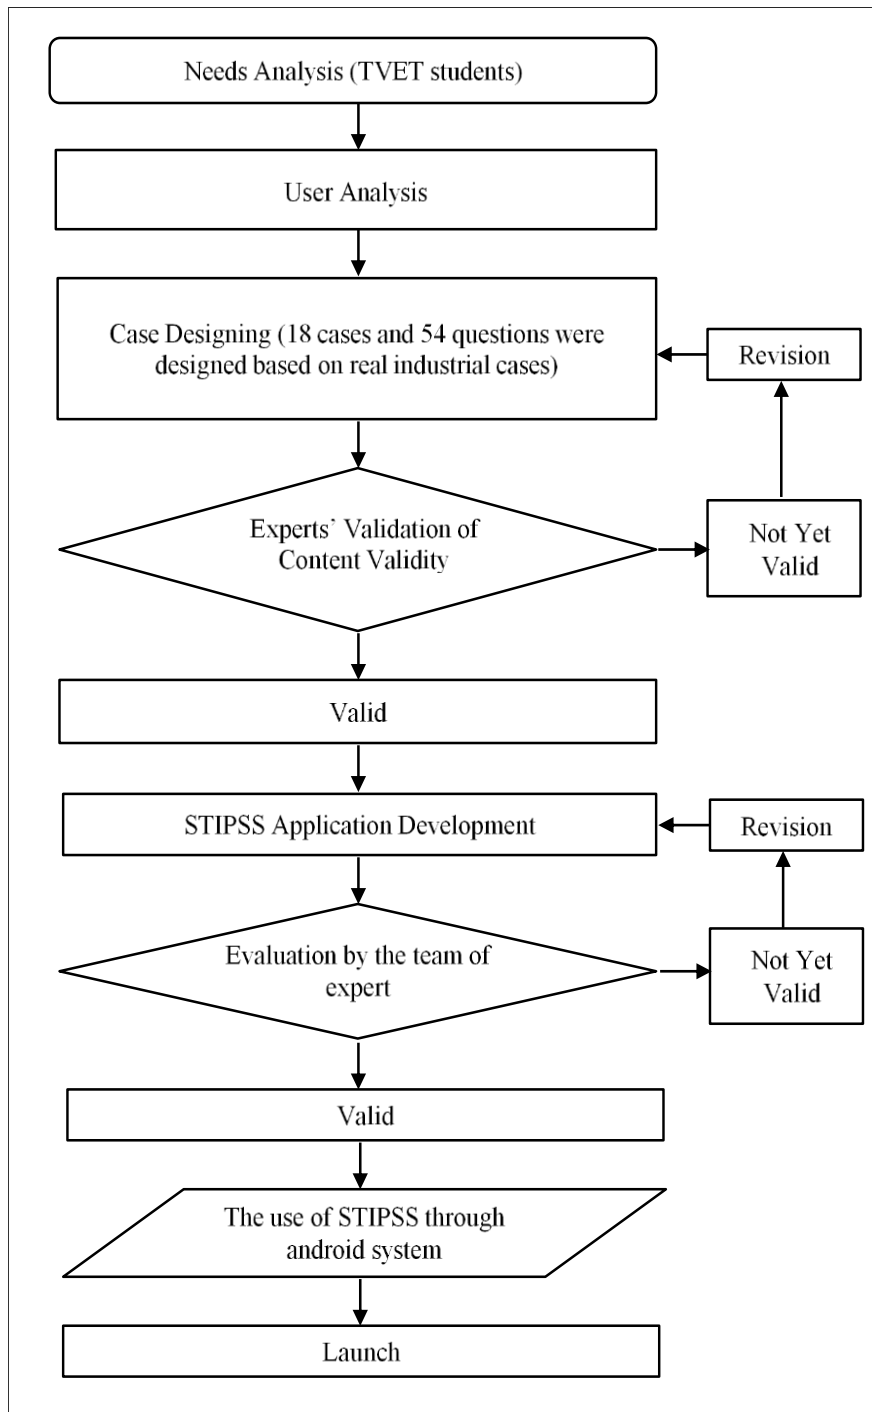 Needs Analysis (TVET students)
User Analysis
Case Designing (18 cases and 54 questions were
designed based on real industrial cases)
Revision
Experts' Validation of
Content Validity
Not Yet
Valid
Valid
STIPSS Application Development
Revision
Evaluation by the team of
expert
Not Yet
Valid
Valid
The use of STIPSS through
android system
Launch